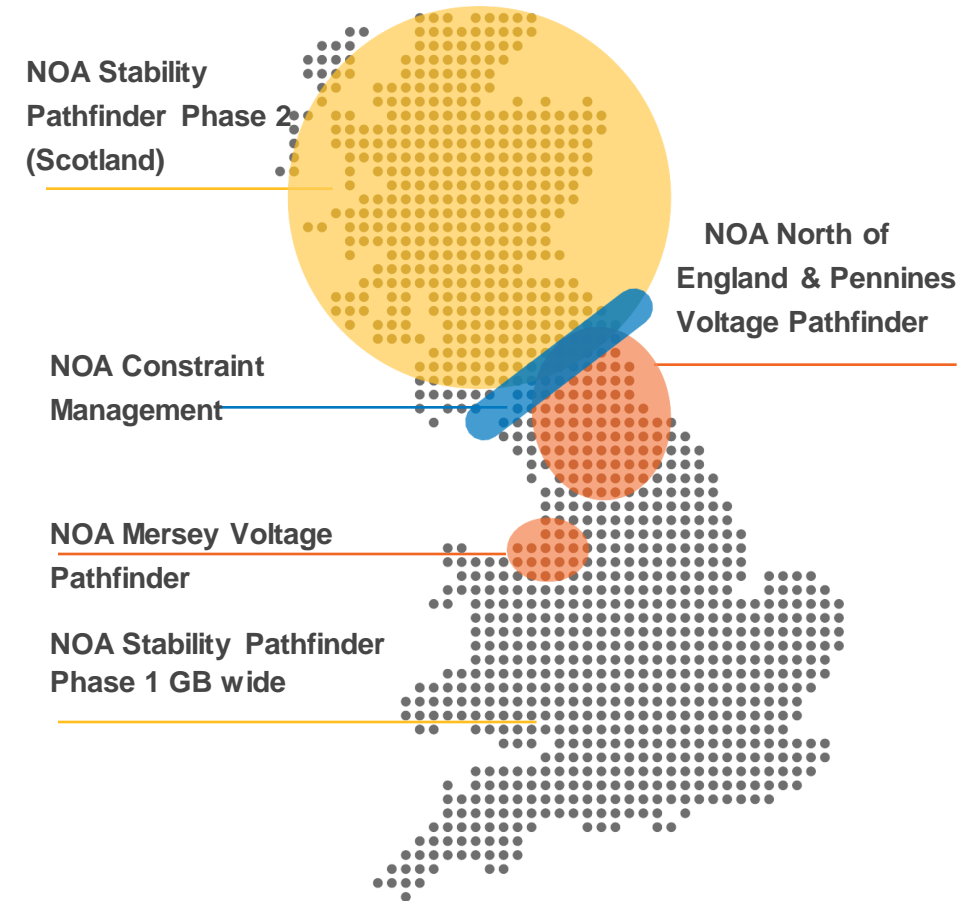 NOA Stability
Pathfinder Phase 2
(Scotland)
NOA North of
England & Pennines
Voltage Pathfinder
NOA Constraint
Management
NOA Mersey Voltage
Pathfinder
NOA Stability Pathfinder
Phase 1 GB wide